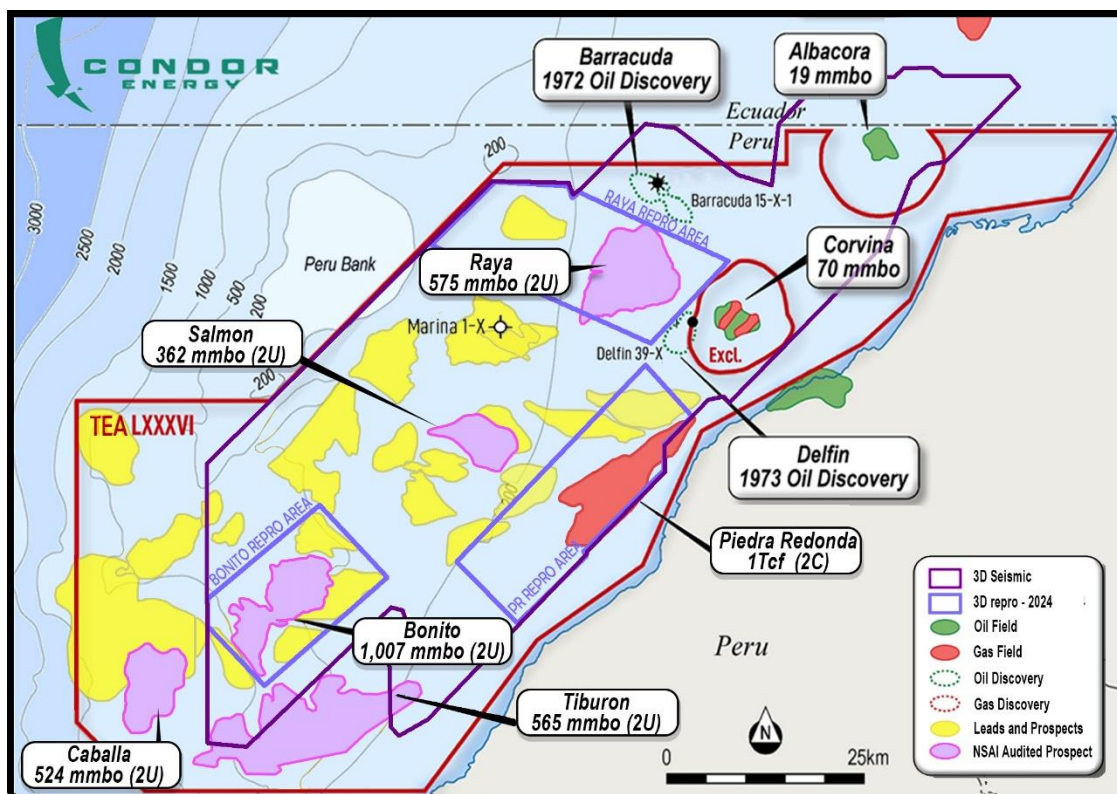 CONDOR
ENERGY
Barracuda
1972 Oil Discovery
Albacora
19 mmbo
Ecuador
Peru
200
3000
2500
2000
1500
1000
500
200
Peru Bank
Barracuda 15-X-1
RAYA REPRO AREA
Raya
575 mmbo (2U)
Corvina
70 mmbo
Salmon
362 mmbo (2U)
Marina 1-X
Delfin 39-X
Excl.
200
TEA LXXXVI
Delfin
1973 Oil Discovery
200
Piedra Redonda
1Tcf (2C)
BONITO REPRO AREA
PR REPRO AREA
Bonito
1,007 mmbo (2U)
Peru
Tiburon
565 mmbo (2U)
Caballa
524 mmbo (2U)
N
0
25km
3D Seismic
3D repro - 2024
Oil Field
Gas Field
Oil Discovery
Gas Discovery
Leads and Prospects
NSAI Audited Prospect